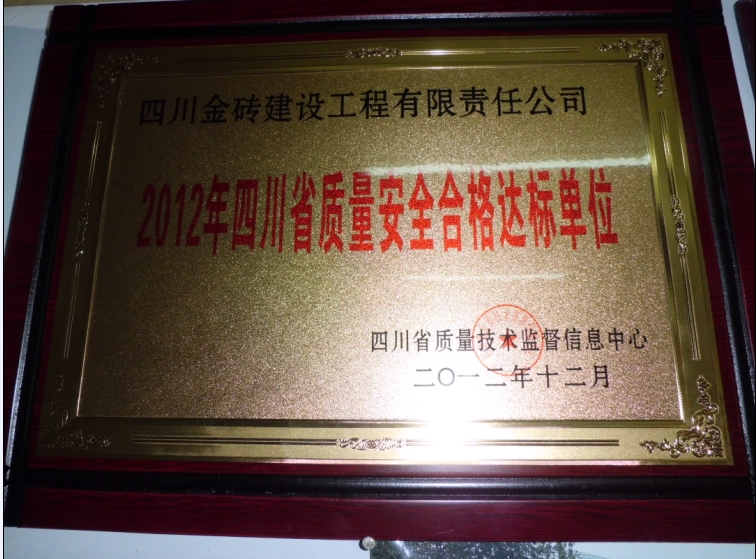 四川金砖建设工程有限责任公司
2012年四川省质量安全合格达标单位
四川省质量技术监督信息中心
二〇一二年十二月